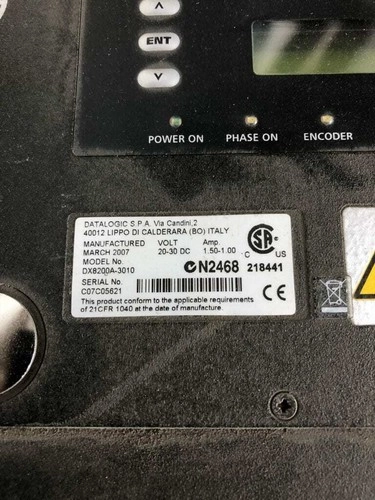 ENT
POWER ON PHASE ON ENCODER
DATALOGIC S.P.A. Via Candini,2
40012 LIPPO DI CALDERARA (BO) ITALY
MANUFACTURED VOLT Amp.
MARCH 2007 20-30 DC 1.50-1.00
MODEL No.
DX8200A-3010
SERIAL No.
C07C05621
N2468
C US
218441
CE
This product conform to the applicable requirements
of 21CFR 1040 at the date of manufacture.